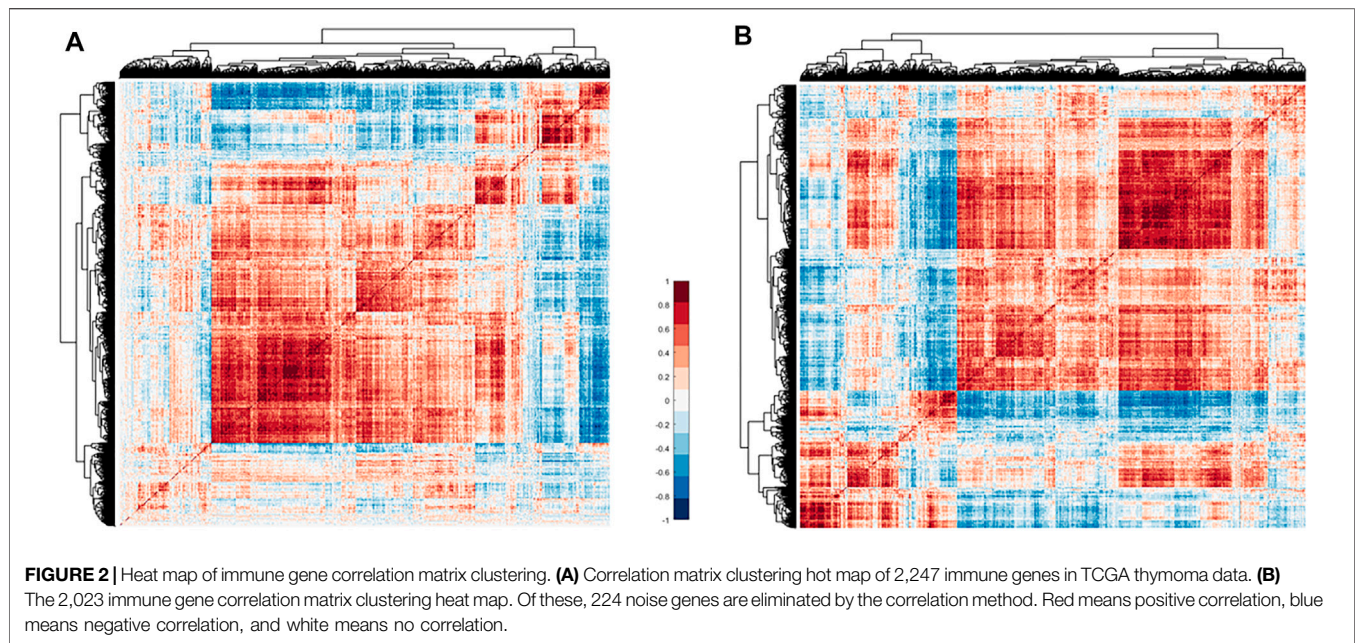 A
B
1
0.8
0.6
0.4
0.2
0
-0.2
-0.4
-0.6
-0.8
-1
FIGURE 2 | Heat map of immune gene correlation matrix clustering. (A) Correlation matrix clustering hot map of 2,247 immune genes in TCGA thymoma data. (B)
The 2,023 immune gene correlation matrix clustering heat map. Of these, 224 noise genes are eliminated by the correlation method. Red means positive correlation, blue
means negative correlation, and white means no correlation.